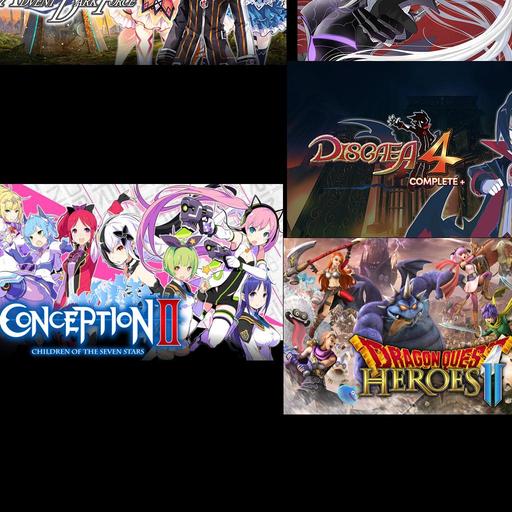 ADVENT DARK FORCE
DISGAEA 4
COMPLETE +
CONCEPTION II
CHILDREN OF THE SEVEN STARS
DRAGON QUEST
HEROES II